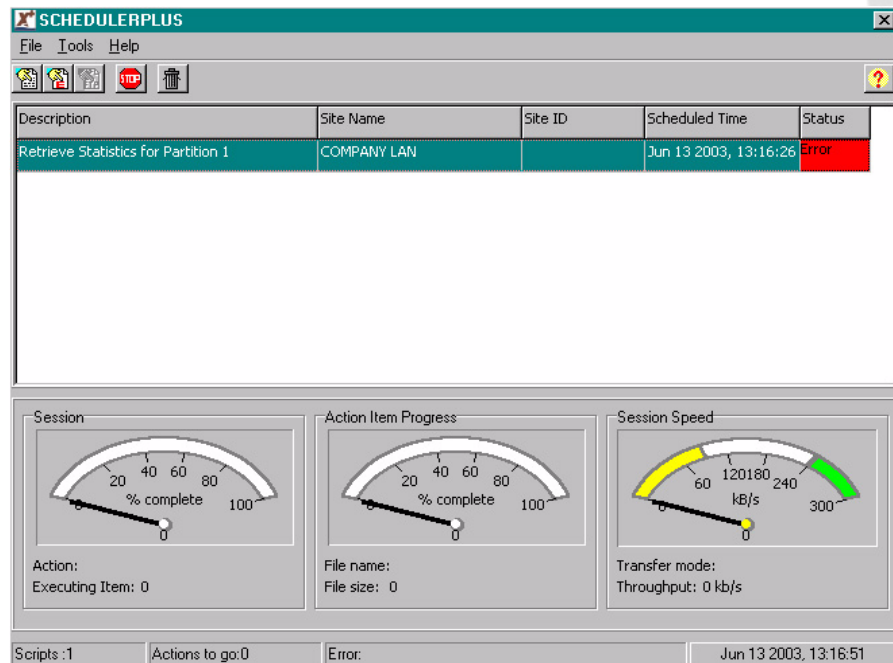 SCHEDULERPLUS
File Tools Help
STOP
?
Description Site Name Site ID Scheduled Time Status
Retrieve Statistics for Partition 1 COMPANY LAN Jun 13 2003, 13:16:26 Error
Session
0 20 40 60 80 100
% complete
0
Action:
Executing Item: 0
Action Item Progress
0 20 40 60 80 100
% complete
0
File name:
File size: 0
Session Speed
0 60 120 180 240 300
kB/s
0
Transfer mode:
Throughput: 0 kb/s
Scripts :1 Actions to go:0 Error: Jun 13 2003, 13:16:51